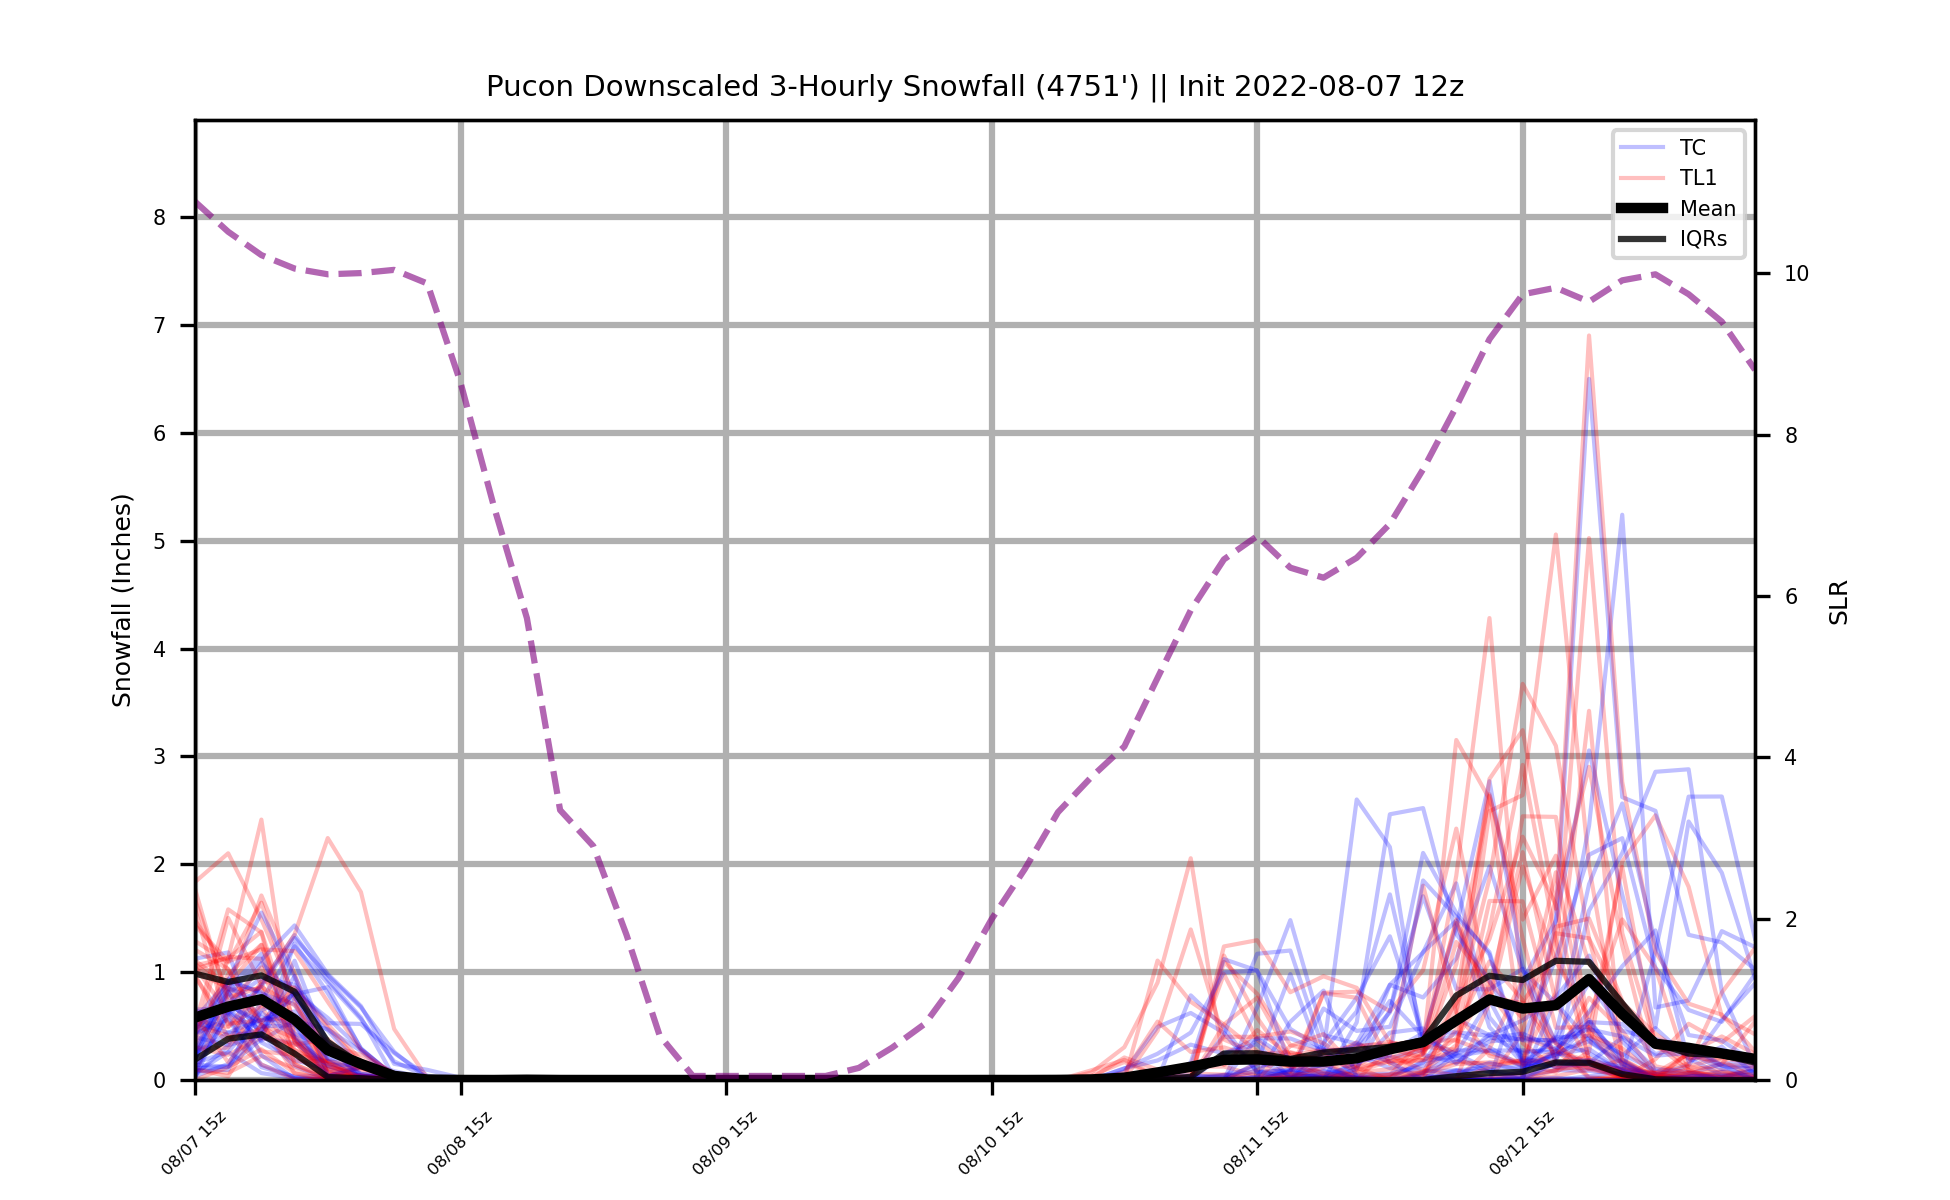 Pucon Downscaled 3-Hourly Snowfall (4751') || Init 2022-08-07 12z
TC
TL1
Mean
IQRs
Snowfall (Inches)
8
7
6
5
4
3
2
1
0
SLR
10
8
6
4
2
0
08/07 15z
08/08 15z
08/09 15z
08/10 15z
08/11 15z
08/12 15z